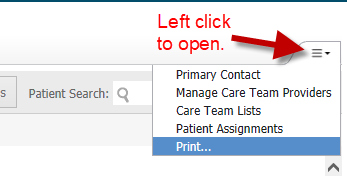 Left click
to open.
s
Patient Search:
Primary Contact
Manage Care Team Providers
Care Team Lists
Patient Assignments
Print...